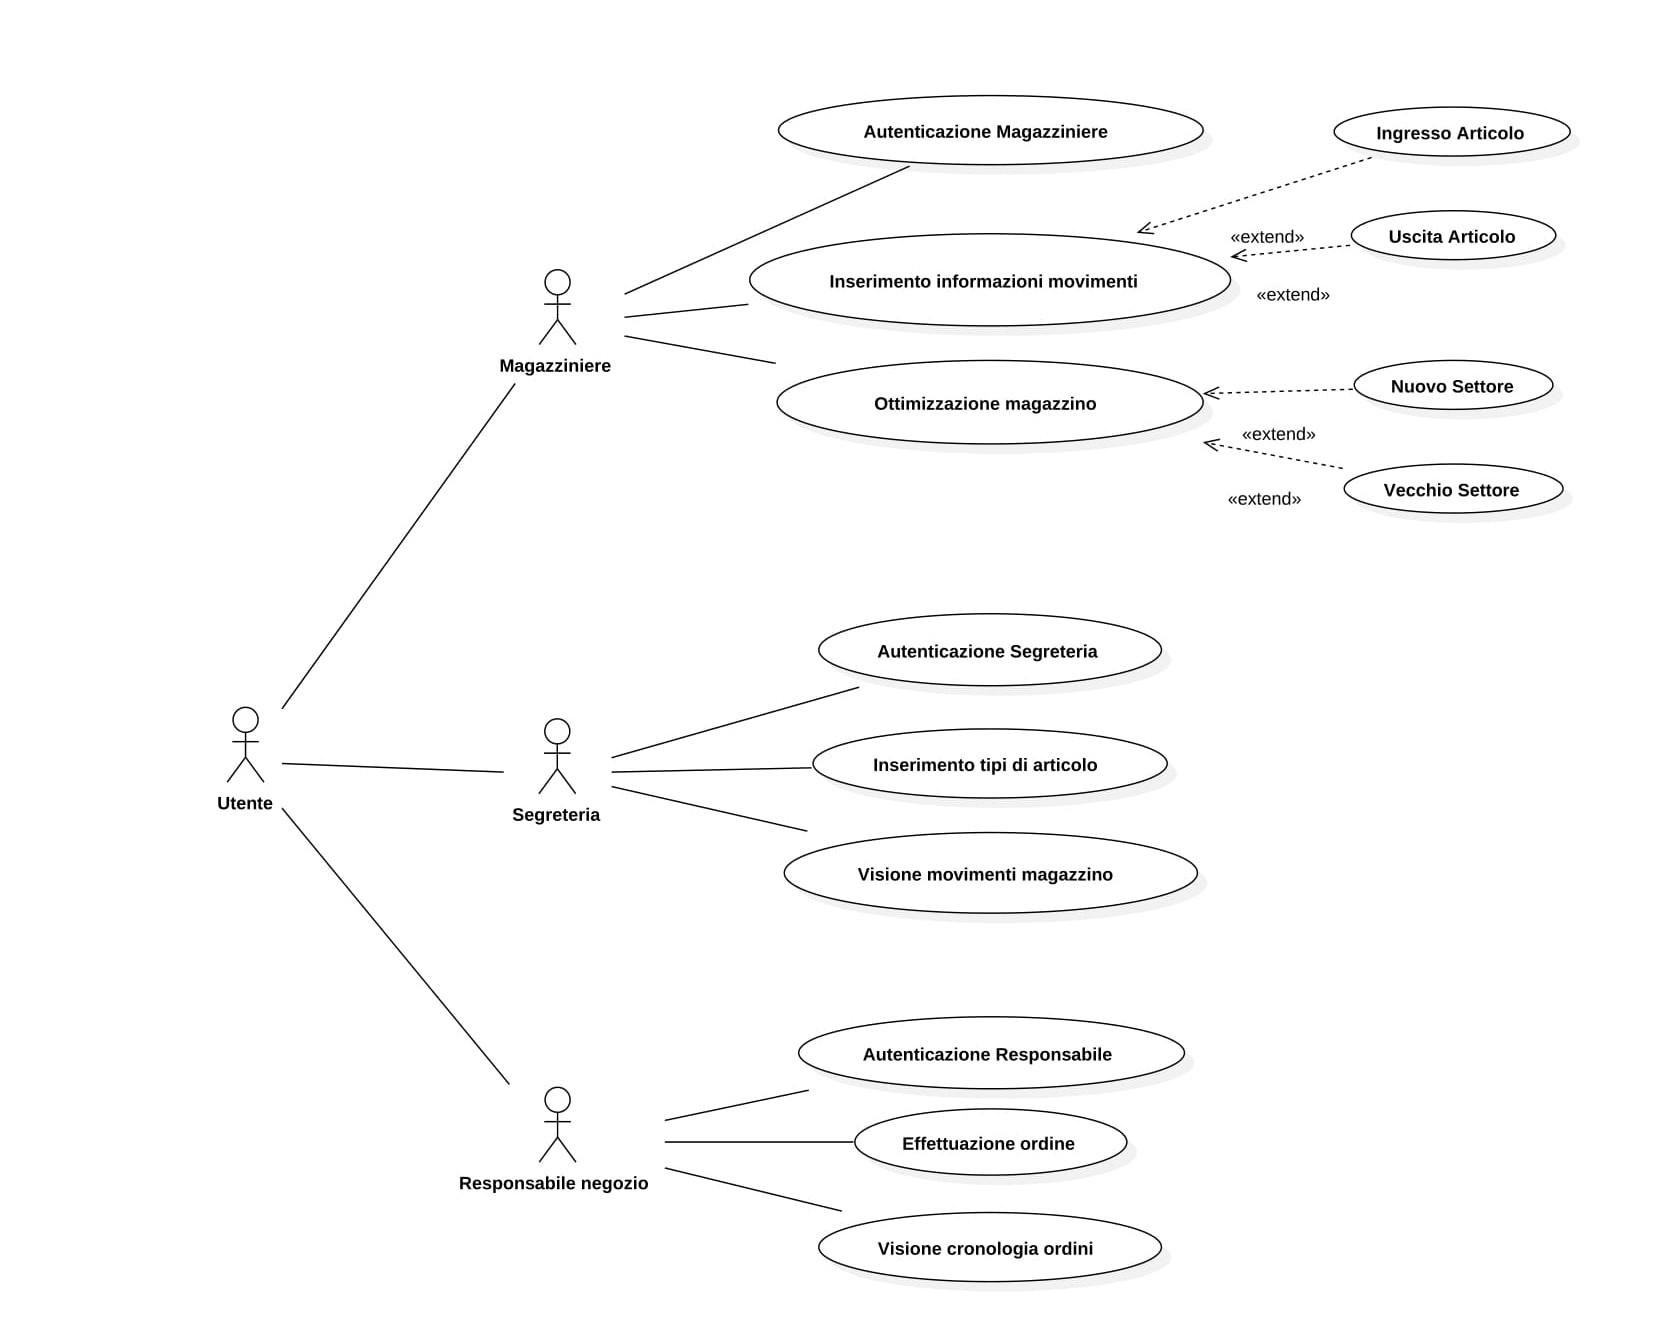 Autenticazione Magazziniere
Ingresso Articolo
«extend»
Uscita Articolo
Inserimento informazioni movimenti
«extend»
Magazziniere
Nuovo Settore
Ottimizzazione magazzino
«extend»
Vecchio Settore
«extend»
Autenticazione Segreteria
Inserimento tipi di articolo
Utente
Segreteria
Visione movimenti magazzino
Autenticazione Responsabile
Effettuazione ordine
Responsabile negozio
Visione cronologia ordini